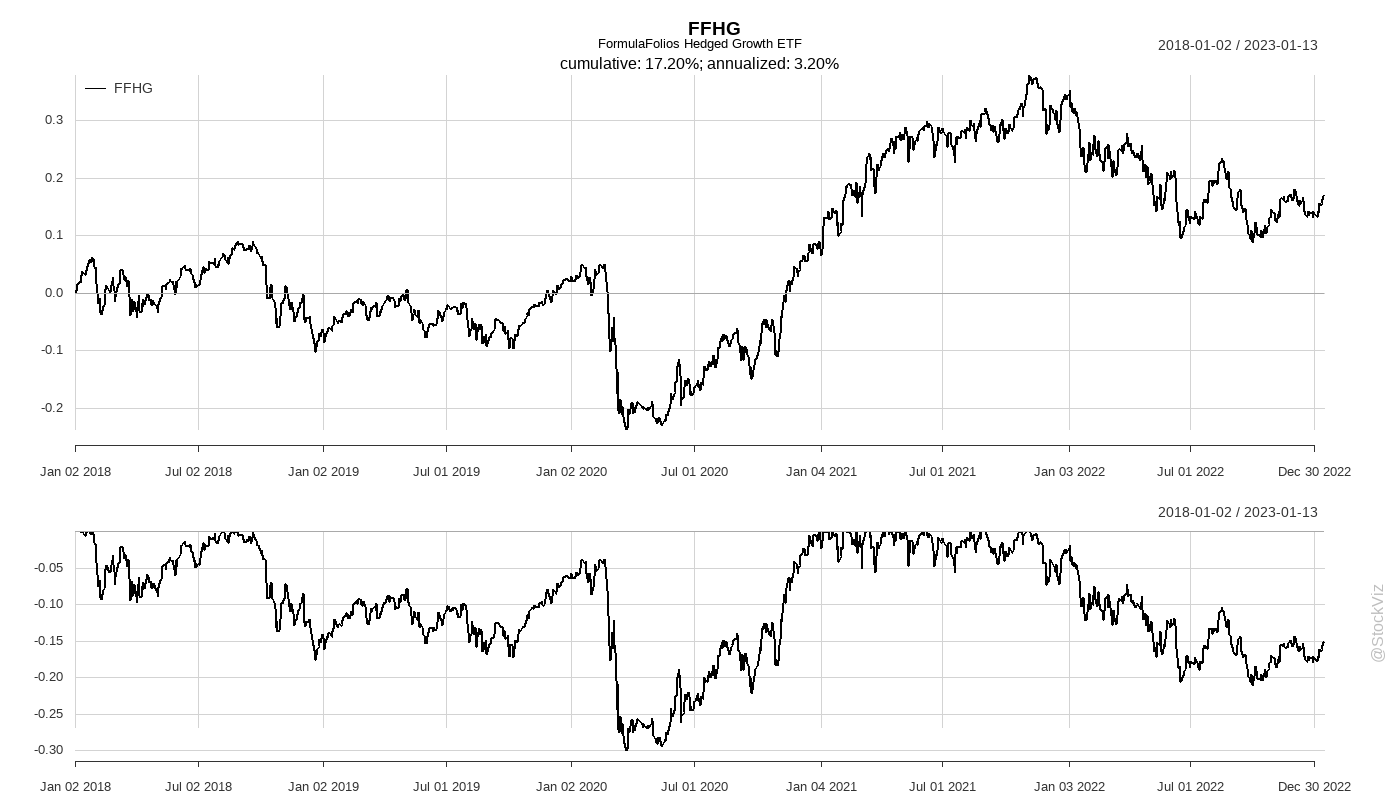 FFHG
FormulaFolios Hedged Growth ETF
2018-01-02 / 2023-01-13
cumulative: 17.20%; annualized: 3.20%
FFHG
0.3
0.2
0.1
0.0
-0.1
-0.2
Jan 02 2018 Jul 02 2018 Jan 02 2019 Jul 01 2019 Jan 02 2020 Jul 01 2020 Jan 04 2021 Jul 01 2021 Jan 03 2022 Jul 01 2022 Dec 30 2022
2018-01-02 / 2023-01-13
-0.05
-0.10
-0.15
-0.20
-0.25
-0.30
Jan 02 2018 Jul 02 2018 Jan 02 2019 Jul 01 2019 Jan 02 2020 Jul 01 2020 Jan 04 2021 Jul 01 2021 Jan 03 2022 Jul 01 2022 Dec 30 2022
@StockViz